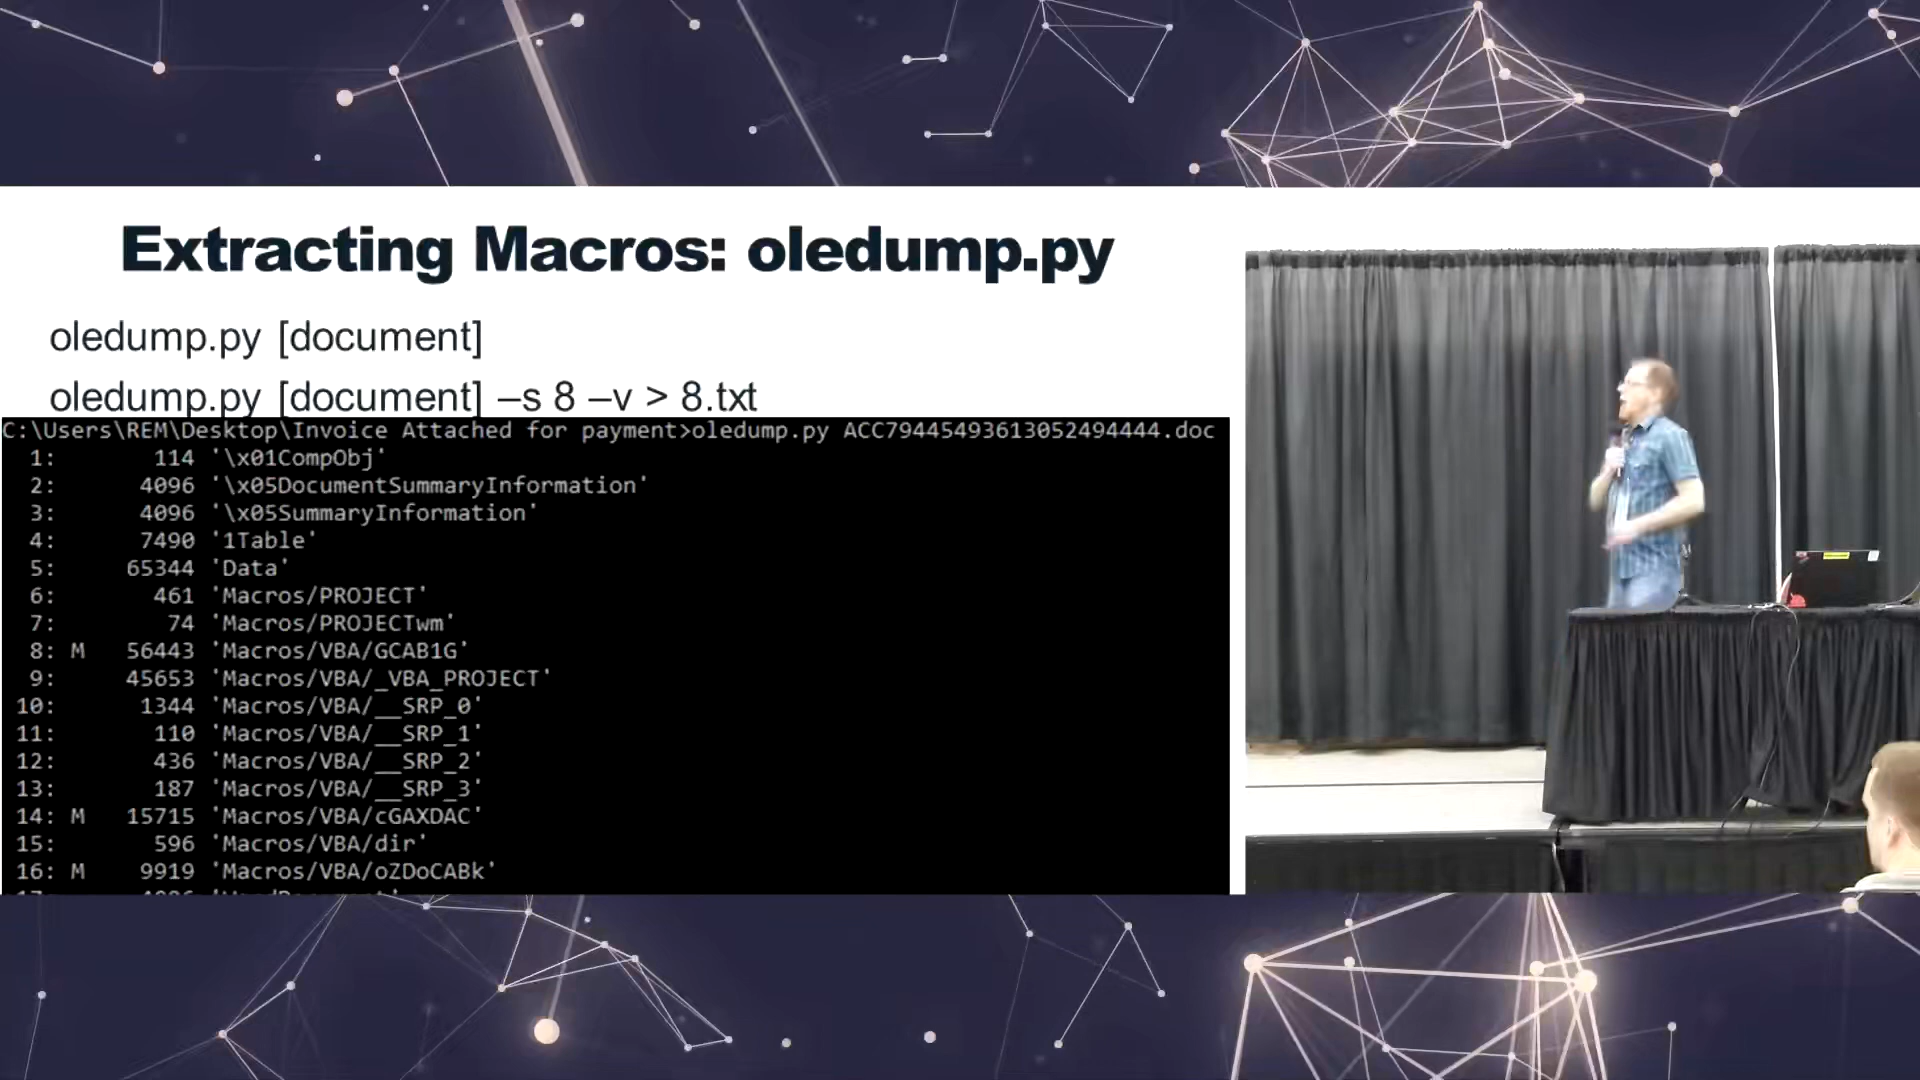 Extracting Macros: oledump.py
oledump.py [document]
oledump.py [document] –s 8 –v > 8.txt
C:\Users\REM\Desktop\Invoice Attached for payment>oledump.py ACC79445493613052494444.doc
1: 114 '\x01CompObj'
2: 4096 '\x05DocumentSummaryInformation'
3: 4096 '\x05SummaryInformation'
4: 7490 '1Table'
5: 65344 'Data'
6: 461 'Macros/PROJECT'
7: 74 'Macros/PROJECTwm'
8: M 56443 'Macros/VBA/GCAB1G'
9: 45653 'Macros/VBA/_VBA_PROJECT'
10: 1344 'Macros/VBA/__SRP_0'
11: 110 'Macros/VBA/__SRP_1'
12: 436 'Macros/VBA/__SRP_2'
13: 187 'Macros/VBA/__SRP_3'
14: M 15715 'Macros/VBA/cGAXDAC'
15: 596 'Macros/VBA/dir'
16: M 9919 'Macros/VBA/oZDoCABk'